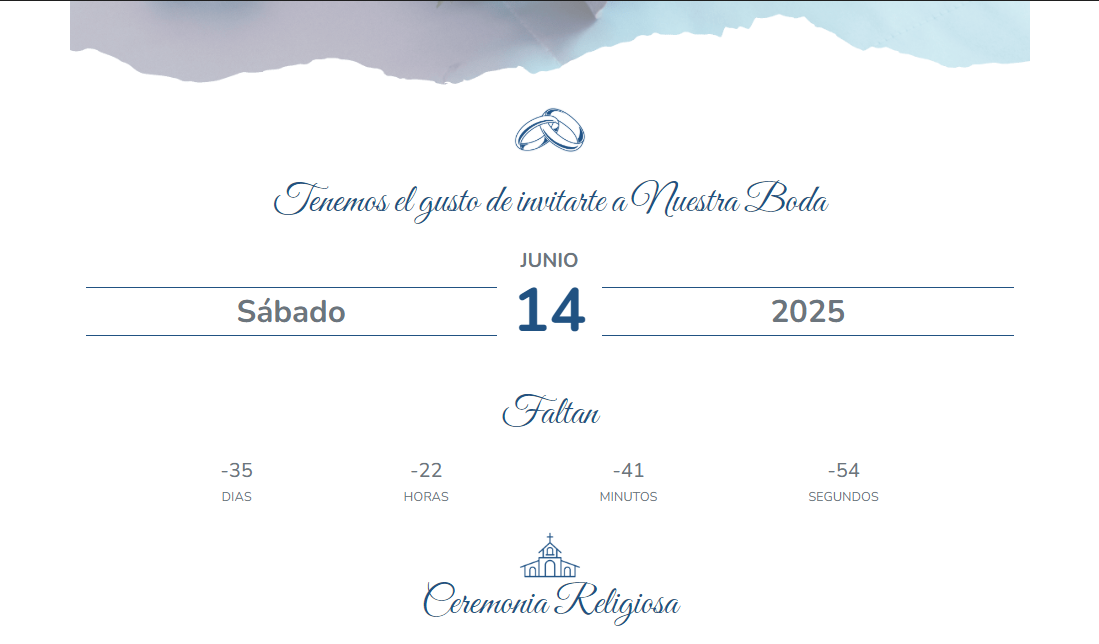 Tenemos el gusto de invitarte a Nuestra Boda
JUNIO
Sábado 14 2025
Faltan
-35 -22 -41 -54
DIAS HORAS MINUTOS SEGUNDOS
Ceremonia Religiosa